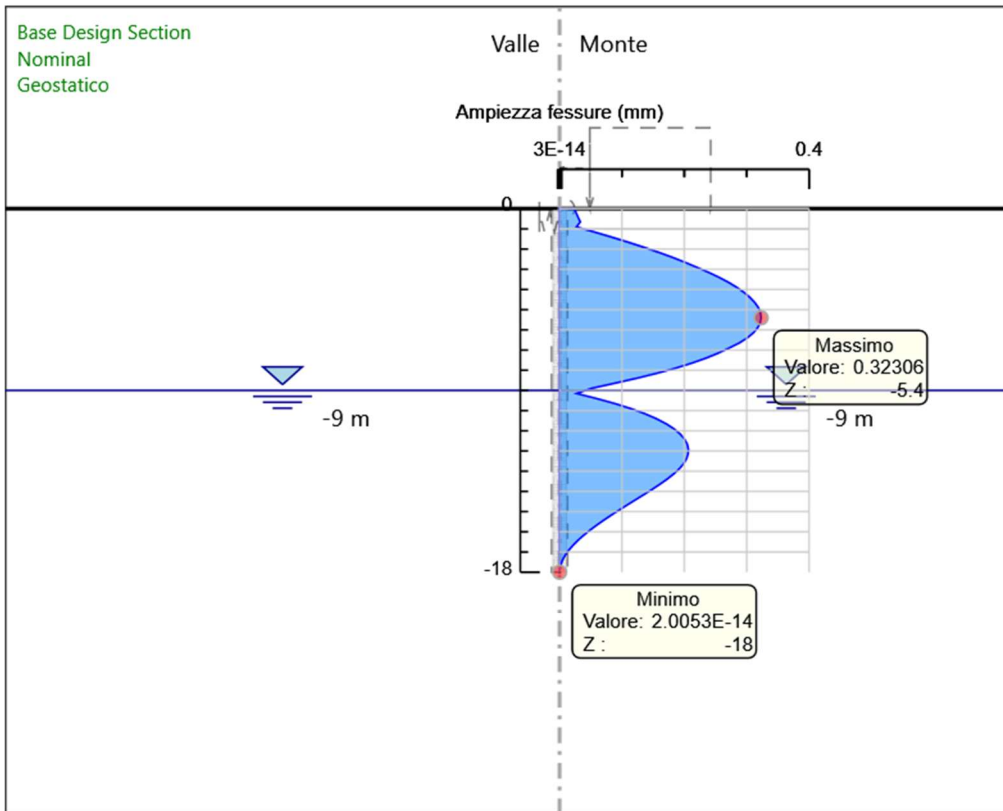 Base Design Section
Nominal
Geostatico
Valle Monte
Ampiezza fessure (mm)
3E-14 0.4
0
Massimo
Valore: 0.32306
Z : -5.4
-9 m
-9 m
-18
Minimo
Valore: 2.0053E-14
Z : -18